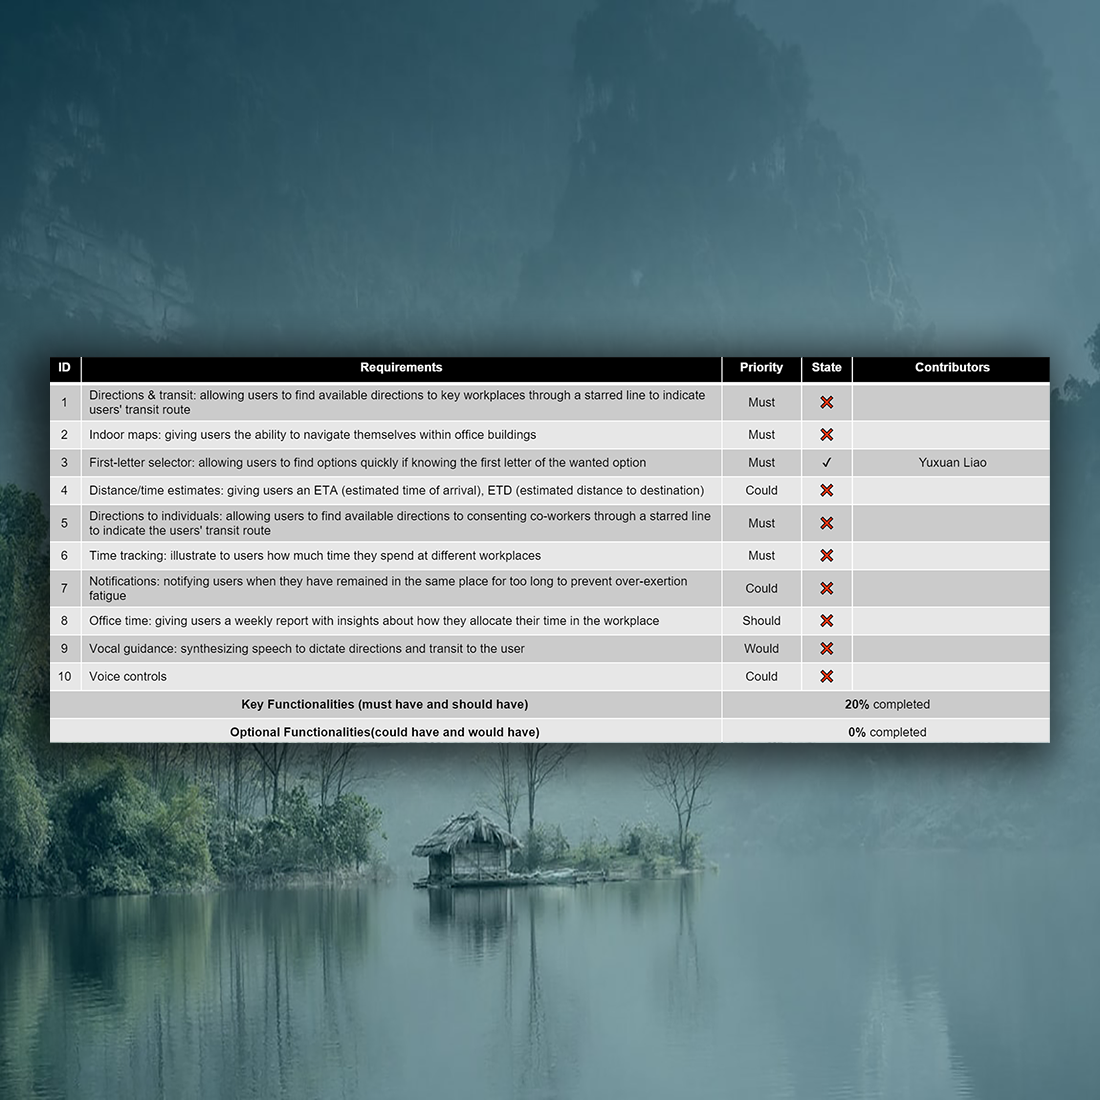 ID Requirements Priority State Contributors
1 Directions & transit: allowing users to find available directions to key workplaces through a starred line to indicate
users' transit route Must ✗
2 Indoor maps: giving users the ability to navigate themselves within office buildings Must ✗
3 First-letter selector: allowing users to find options quickly if knowing the first letter of the wanted option Must ✓ Yuxuan Liao
4 Distance/time estimates: giving users an ETA (estimated time of arrival), ETD (estimated distance to destination) Could ✗
5 Directions to individuals: allowing users to find available directions to consenting co-workers through a starred line
to indicate the users' transit route Must ✗
6 Time tracking: illustrate to users how much time they spend at different workplaces Must ✗
7 Notifications: notifying users when they have remained in the same place for too long to prevent over-exertion
fatigue Could ✗
8 Office time: giving users a weekly report with insights about how they allocate their time in the workplace Should ✗
9 Vocal guidance: synthesizing speech to dictate directions and transit to the user Would ✗
10 Voice controls Could ✗
Key Functionalities (must have and should have) 20% completed
Optional Functionalities(could have and would have) 0% completed